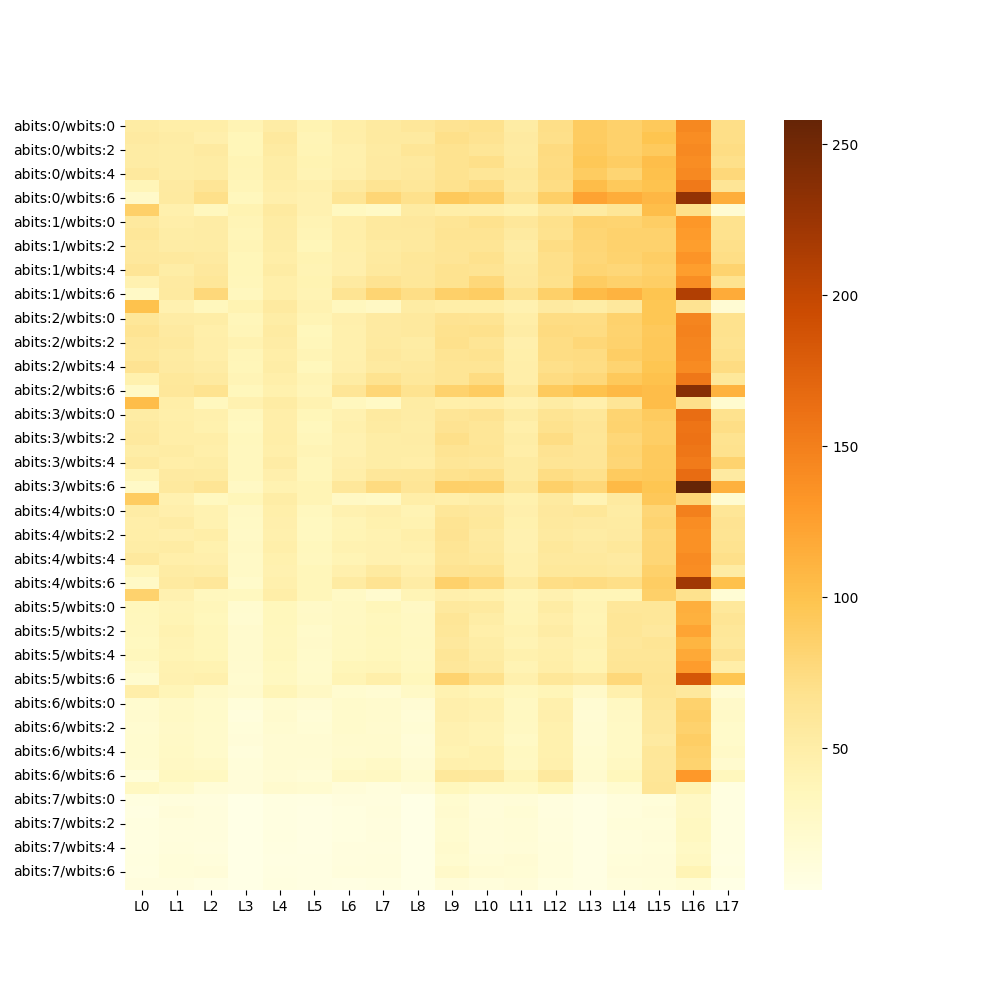 abits:0/wbits:0
abits:0/wbits:2
abits:0/wbits:4
abits:0/wbits:6
abits:1/wbits:0
abits:1/wbits:2
abits:1/wbits:4
abits:1/wbits:6
abits:2/wbits:0
abits:2/wbits:2
abits:2/wbits:4
abits:2/wbits:6
abits:3/wbits:0
abits:3/wbits:2
abits:3/wbits:4
abits:3/wbits:6
abits:4/wbits:0
abits:4/wbits:2
abits:4/wbits:4
abits:4/wbits:6
abits:5/wbits:0
abits:5/wbits:2
abits:5/wbits:4
abits:5/wbits:6
abits:6/wbits:0
abits:6/wbits:2
abits:6/wbits:4
abits:6/wbits:6
abits:7/wbits:0
abits:7/wbits:2
abits:7/wbits:4
abits:7/wbits:6
L0 L1 L2 L3 L4 L5 L6 L7 L8 L9 L10 L11 L12 L13 L14 L15 L16 L17
250
200
150
100
50